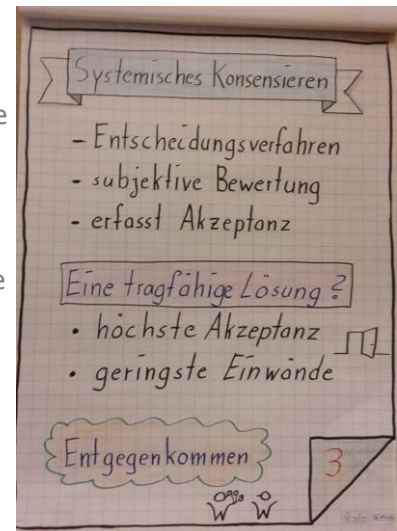 Systemisches Konsensieren
- Entscheidungsverfahren
- subjektive Bewertung
- erfasst Akzeptanz
Eine tragfähige Lösung?
• höchste Akzeptanz
• geringste Einwände
Entgegenkommen
3